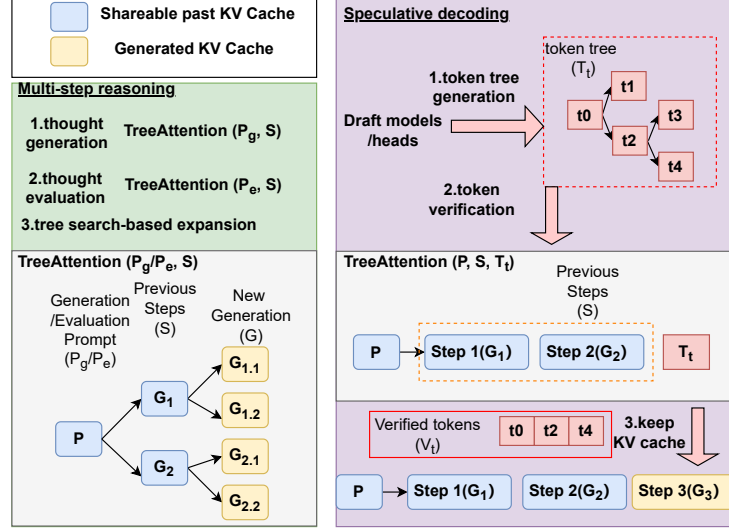 Shareable past KV Cache
Generated KV Cache
Multi-step reasoning
1.thought
generation
TreeAttention (Pg, S)
2.thought
evaluation
TreeAttention (Pe, S)
3.tree search-based expansion
TreeAttention (Pg/Pe, S)
Generation
/Evaluation
Prompt
(Pg/Pe)
Previous
Steps
(S)
New
Generation
(G)
P
G1
G2
G1.1
G1.2
G2.1
G2.2
Speculative decoding
token tree
(Tt)
1.token tree
generation
Draft models
/heads
t0
t1
t2
t3
t4
2.token
verification
TreeAttention (P, S, Tt)
Previous
Steps
(S)
P
Step 1(G1)
Step 2(G2)
Tt
Verified tokens
(Vt)
t0
t2
t4
3.keep
KV cache
P
Step 1(G1)
Step 2(G2)
Step 3(G3)